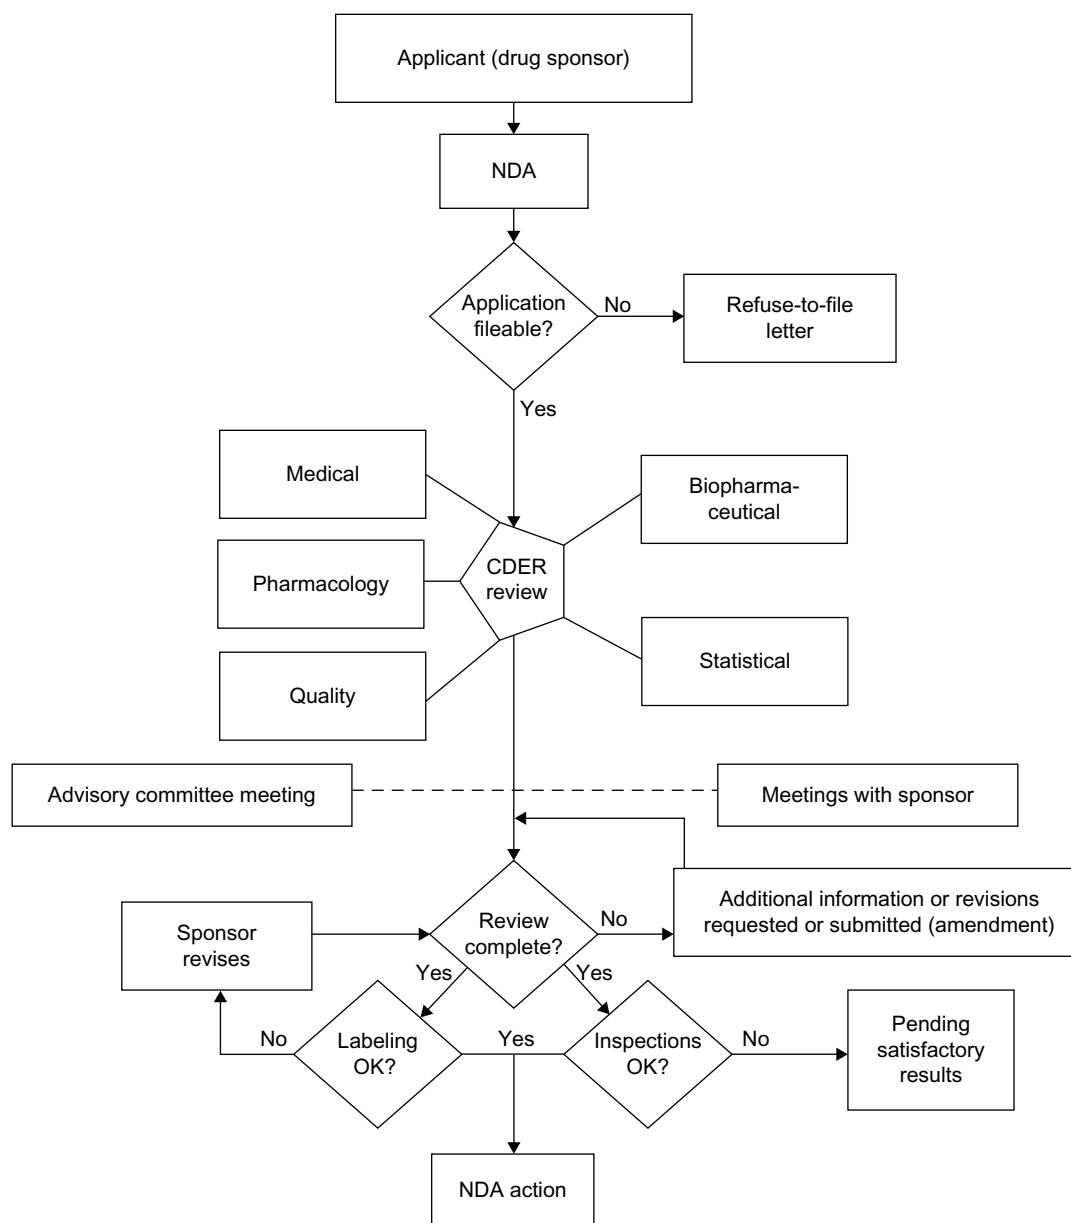 Applicant (drug sponsor)
NDA
Application
fileable?
No
Refuse-to-file
letter
Yes
Medical
Biopharma-
ceutical
CDER
review
Pharmacology
Statistical
Quality
Advisory committee meeting
Meetings with sponsor
Additional information or revisions
requested or submitted (amendment)
Sponsor
revises
Review
complete?
No
Yes
Yes
No
Labeling
OK?
Yes
Inspections
OK?
No
Pending
satisfactory
results
NDA action